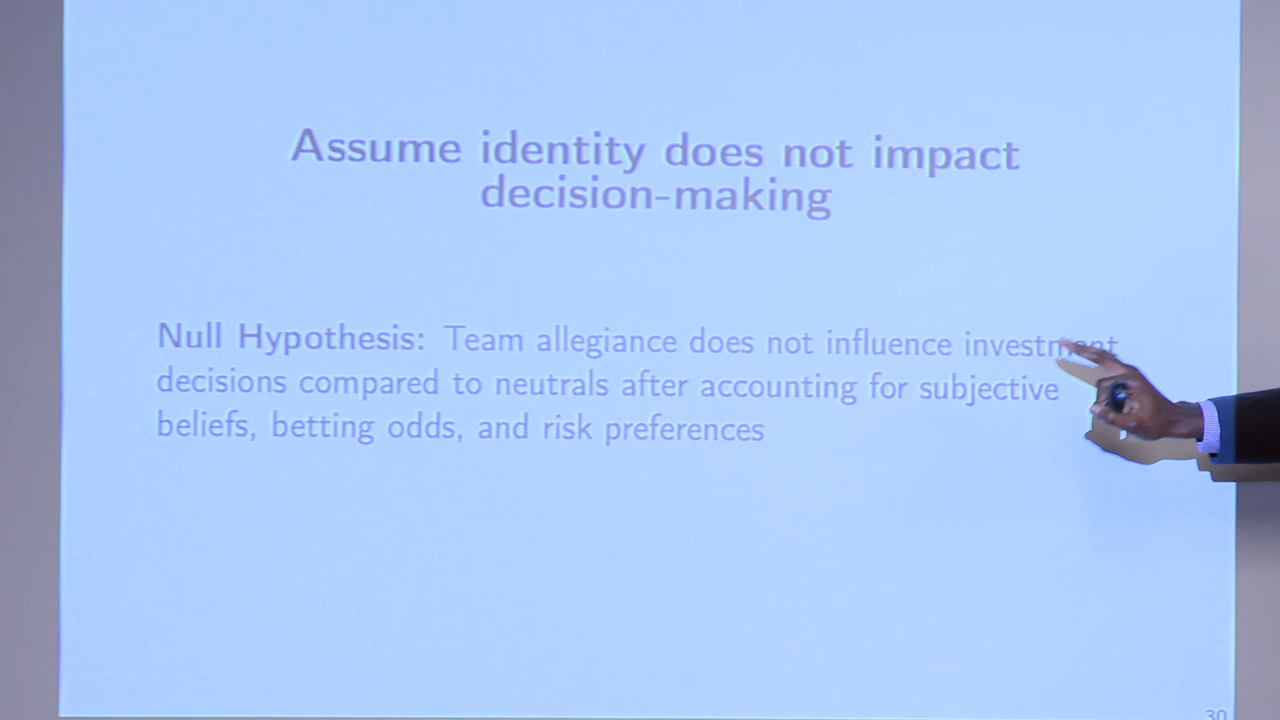 Assume identity does not impact
decision-making
Null Hypothesis: Team allegiance does not influence investment
decisions compared to neutrals after accounting for subjective
beliefs, betting odds, and risk preferences
30